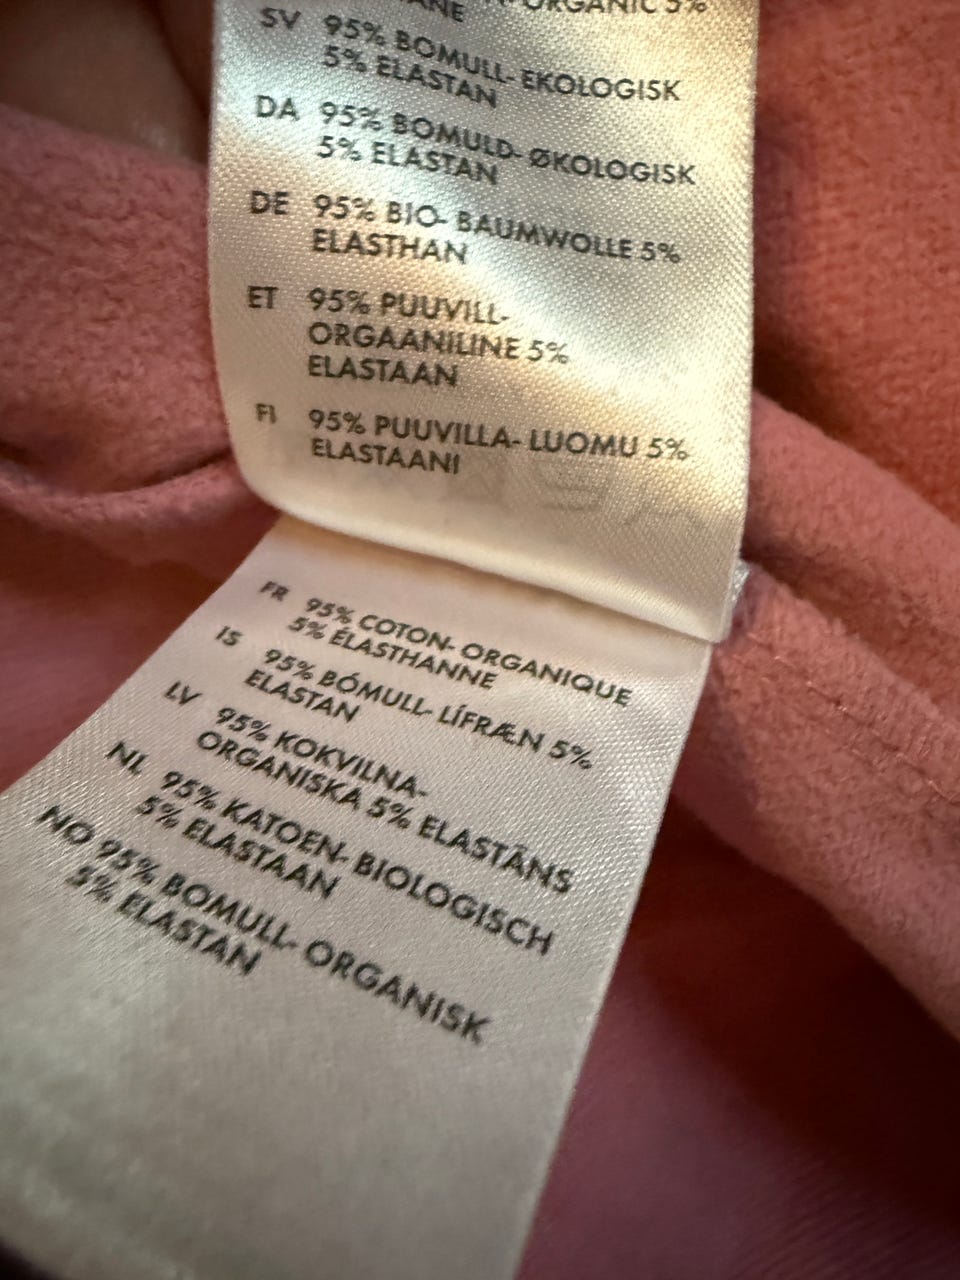 ORGANIC 5%
SV 95% BOMULL- EKOLOGISK
5% ELASTAN
DA 95% BOMULD- ØKOLOGISK
5% ELASTAN
DE 95% BIO- BAUMWOLLE 5%
ELASTHAN
ET 95% PUUVILL-
ORGAANILINE 5%
ELASTAAN
FI 95% PUUVILLA- LUOMU 5%
ELASTAANI
FR 95% COTON- ORGANIQUE
5% ÉLASTHANNE
IS 95% BÓMULL- LÍFRÆN 5%
ELASTAN
LV 95% KOKVILNA-
ORGANISKA 5% ELASTĀNS
NL 95% KATOEN- BIOLOGISCH
5% ELASTAAN
NO 95% BOMULL- ORGANISK
5% ELASTAN